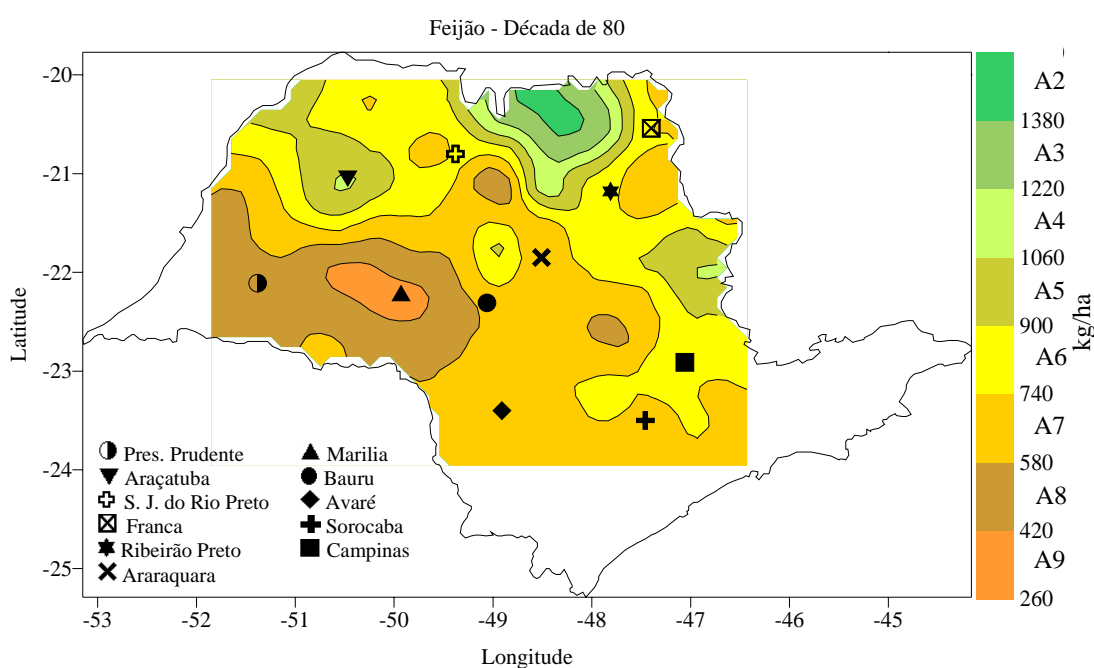 Feijão - Década de 80
-20
-21
-22
-23
-24
-25
Latitude
-53
-52
-51
-50
-49
-48
-47
-46
-45
Longitude
Pres. Prudente
Araçatuba
S. J. do Rio Preto
Franca
Ribeirão Preto
Araraquara
Marilia
Bauru
Avaré
Sorocaba
Campinas
A2
1380
A3
1220
A4
1060
A5
900
A6
740
A7
580
A8
420
A9
260
kg/ha